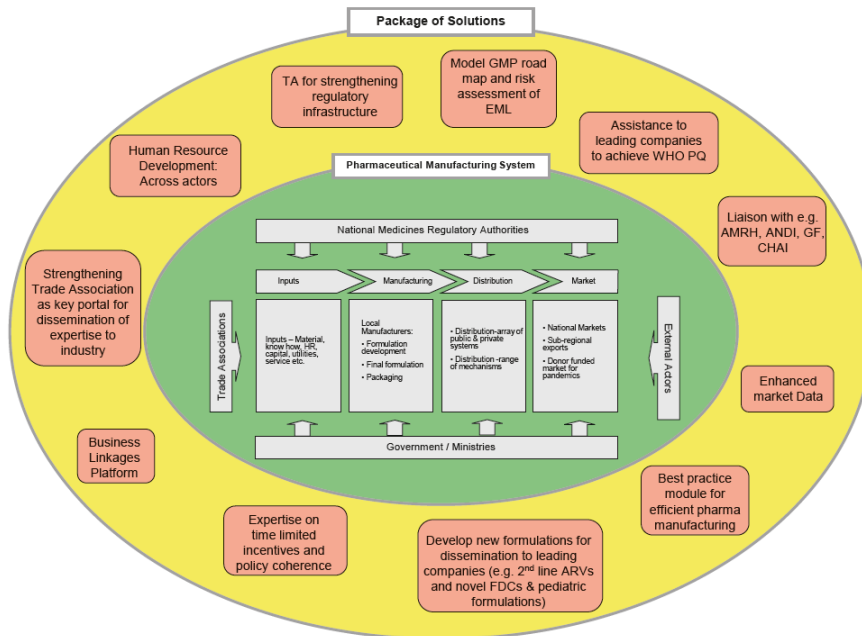 Package of Solutions
TA for strengthening
regulatory
infrastructure
Model GMP road
map and risk
assessment of
EML
Assistance to
leading companies
to achieve WHO PQ
Human Resource
Development:
Across actors
Liaison with e.g.
AMRH, ANDI, GF,
CHAI
Strengthening
Trade Association
as key portal for
dissemination of
expertise to
industry
Enhanced
market Data
Business
Linkages
Platform
Best practice
module for
efficient pharma
manufacturing
Expertise on
time limited
incentives and
policy coherence
Develop new formulations for
dissemination to leading
companies (e.g. 2nd line ARVs
and novel FDCs & pediatric
formulations)
Pharmaceutical Manufacturing System
National Medicines Regulatory Authorities
Inputs
Manufacturing
Distribution
Market
Trade Associations
Inputs – Material,
know how, HR,
capital, utilities,
service etc.
Local
Manufacturers:
• Formulation
development
• Final formulation
• Packaging
• Distribution-array of
public & private
systems
• Distribution -range
of mechanisms
• National Markets
• Sub-regional
exports
• Donor funded
market for
pandemics
External Actors
Government / Ministries